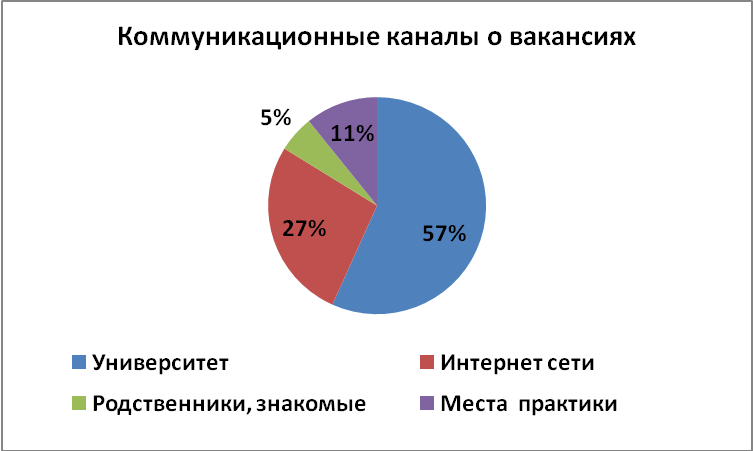 Коммуникационные каналы о вакансиях
5%
11%
27%
57%
Университет
Интернет сети
Родственники, знакомые
Места практики